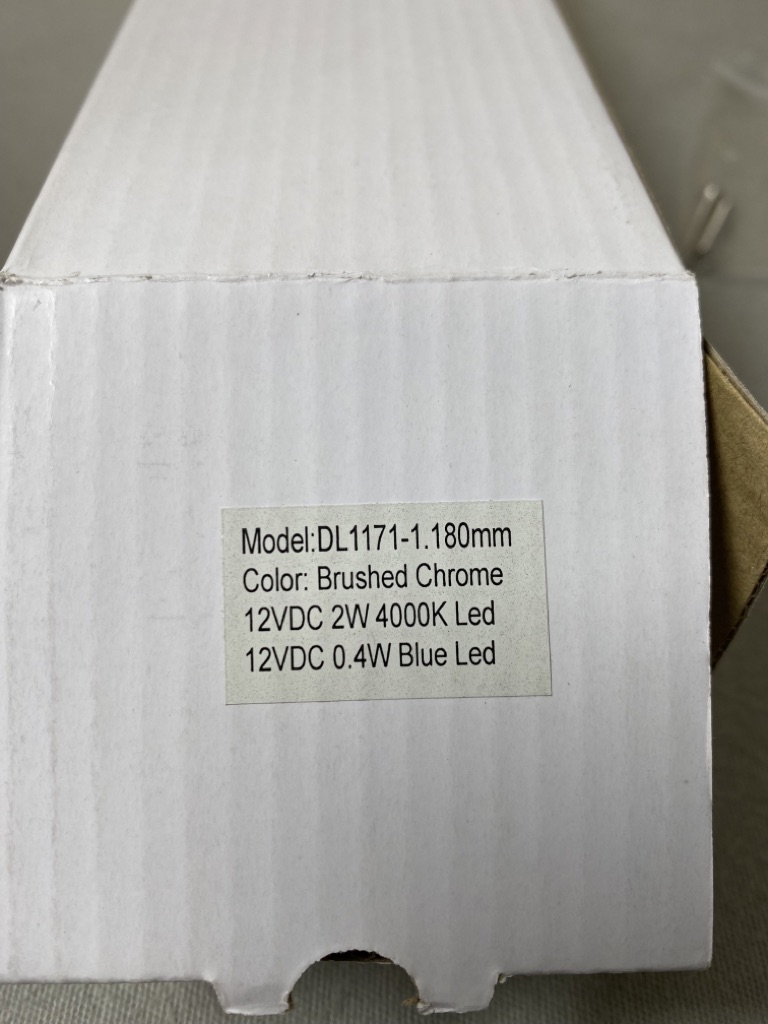 Model:DL1171-1.180mm
Color: Brushed Chrome
12VDC 2W 4000K Led
12VDC 0.4W Blue Led